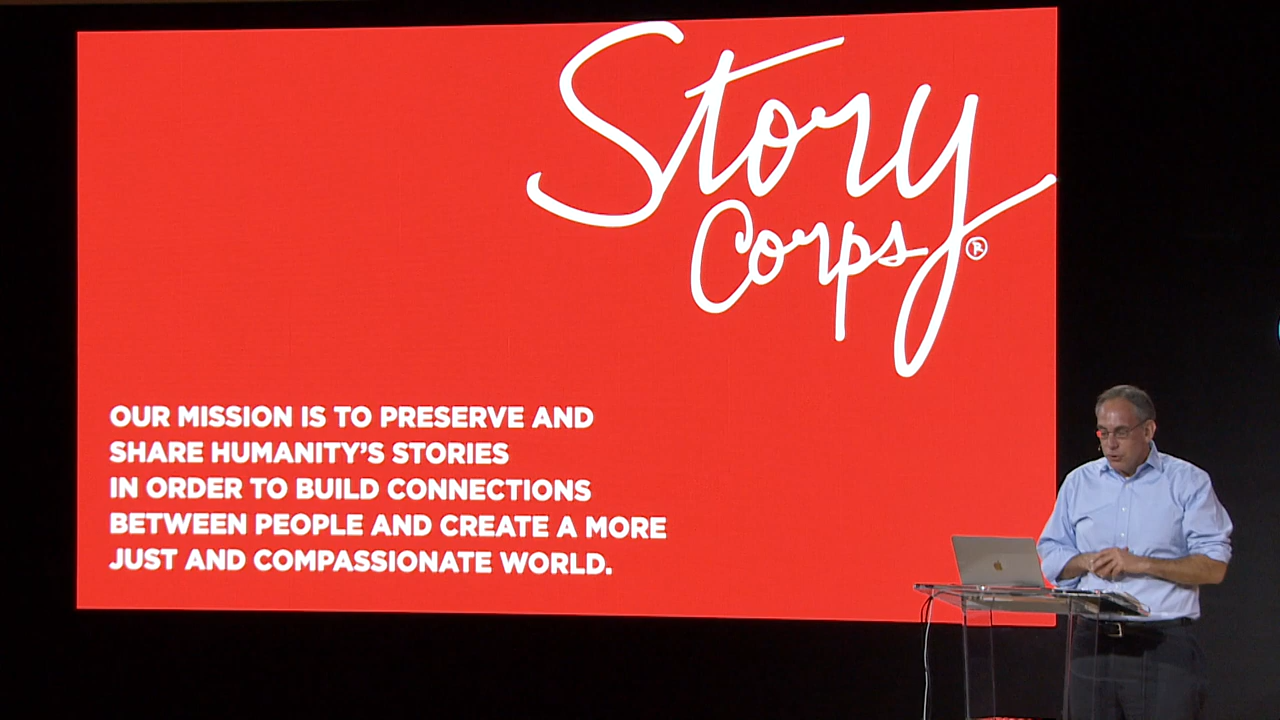 Story
Corps®
OUR MISSION IS TO PRESERVE AND
SHARE HUMANITY'S STORIES
IN ORDER TO BUILD CONNECTIONS
BETWEEN PEOPLE AND CREATE A MORE
JUST AND COMPASSIONATE WORLD.